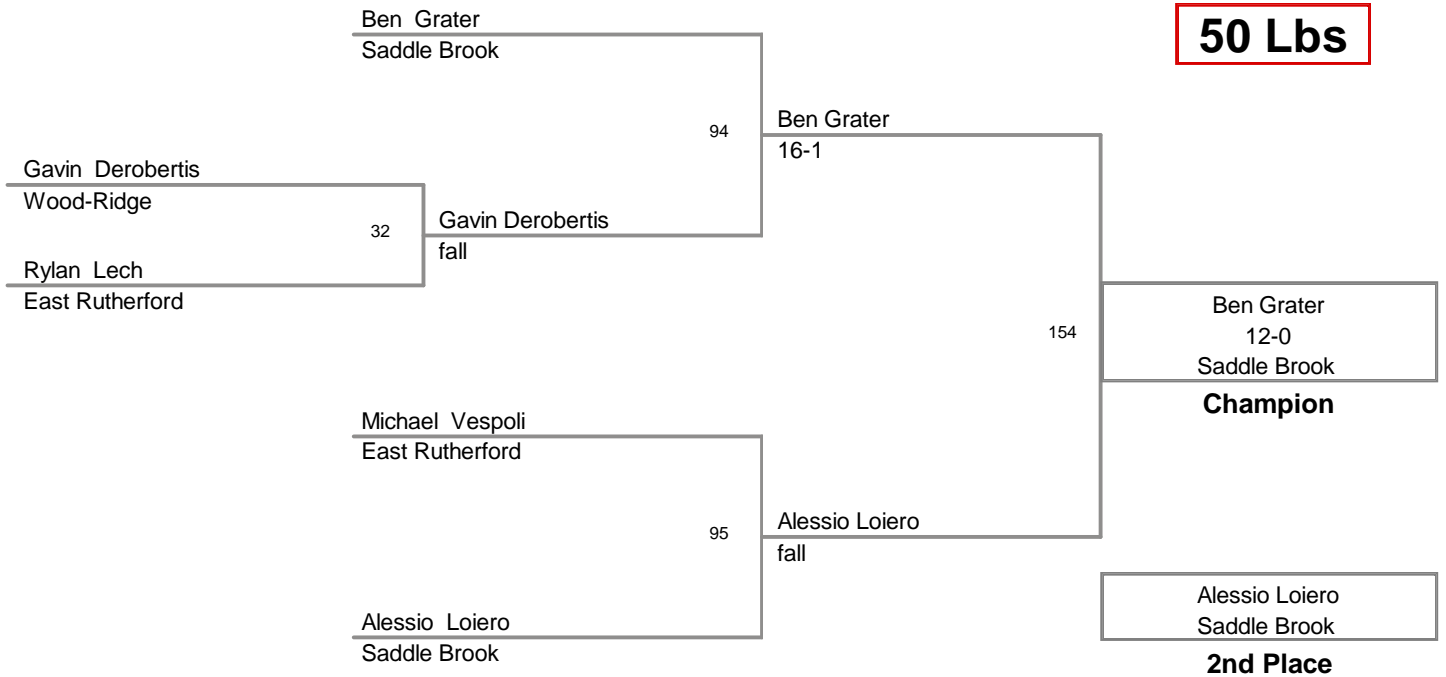 Ben Grater
Saddle Brook
50 Lbs
94
Ben Grater
16-1
Gavin Derobertis
Wood-Ridge
32
Gavin Derobertis
fall
Rylan Lech
East Rutherford
154
Ben Grater
12-0
Saddle Brook
Champion
Michael Vespoli
East Rutherford
95
Alessio Loiero
fall
Alessio Loiero
Saddle Brook
Alessio Loiero
Saddle Brook
2nd Place